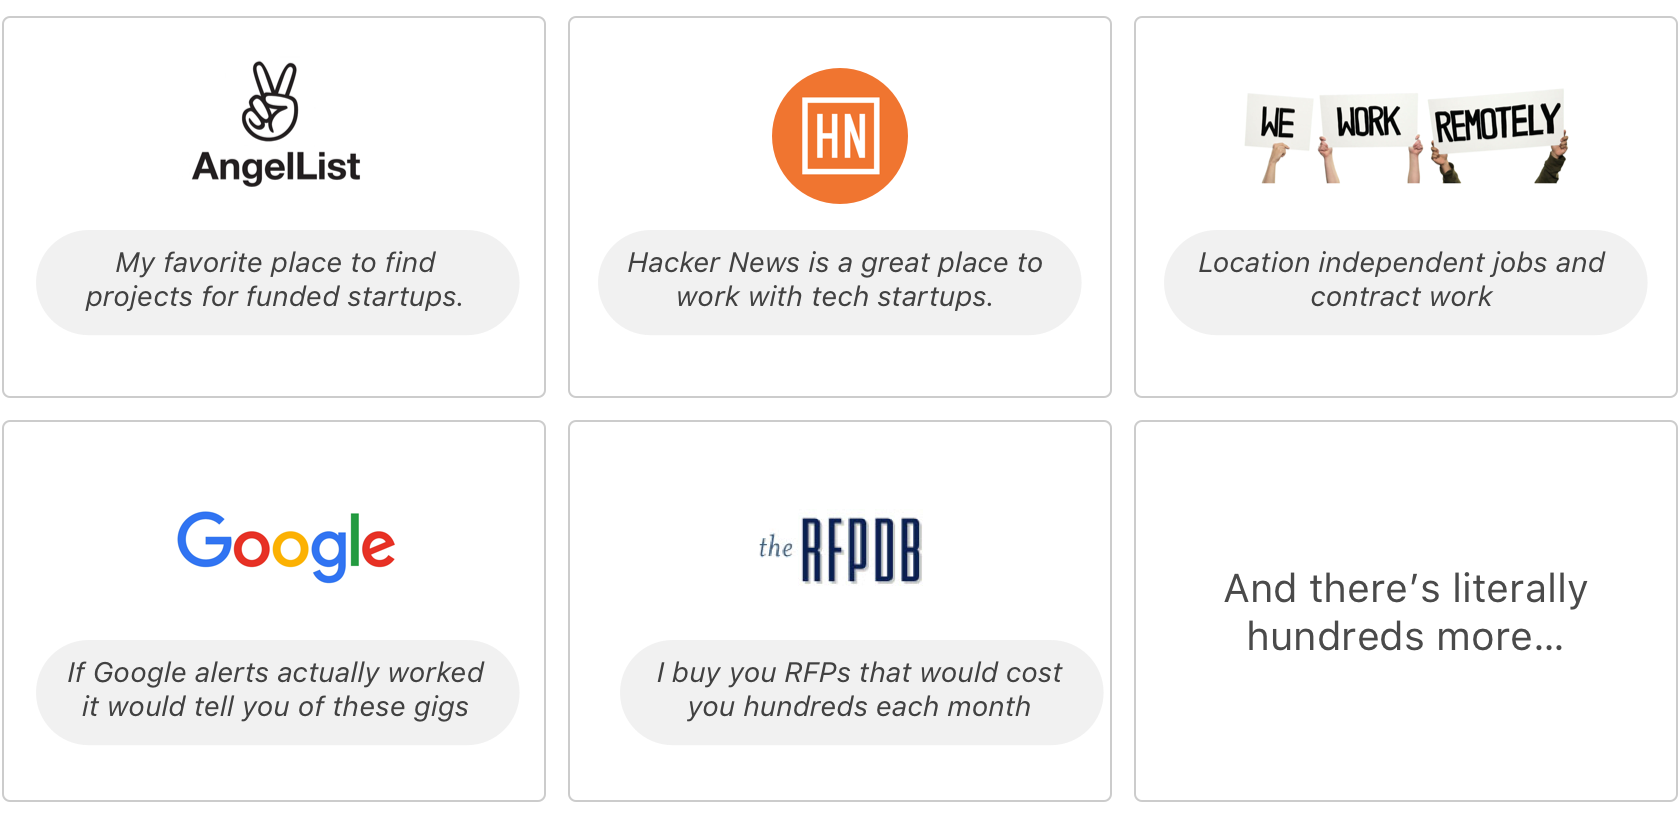 AngelList
My favorite place to find
projects for funded startups.
HN
Hacker News is a great place to
work with tech startups.
WE WORK REMOTELY
Location independent jobs and
contract work
Google
If Google alerts actually worked
it would tell you of these gigs
the RFPDB
I buy you RFPs that would cost
you hundreds each month
And there’s literally
hundreds more...